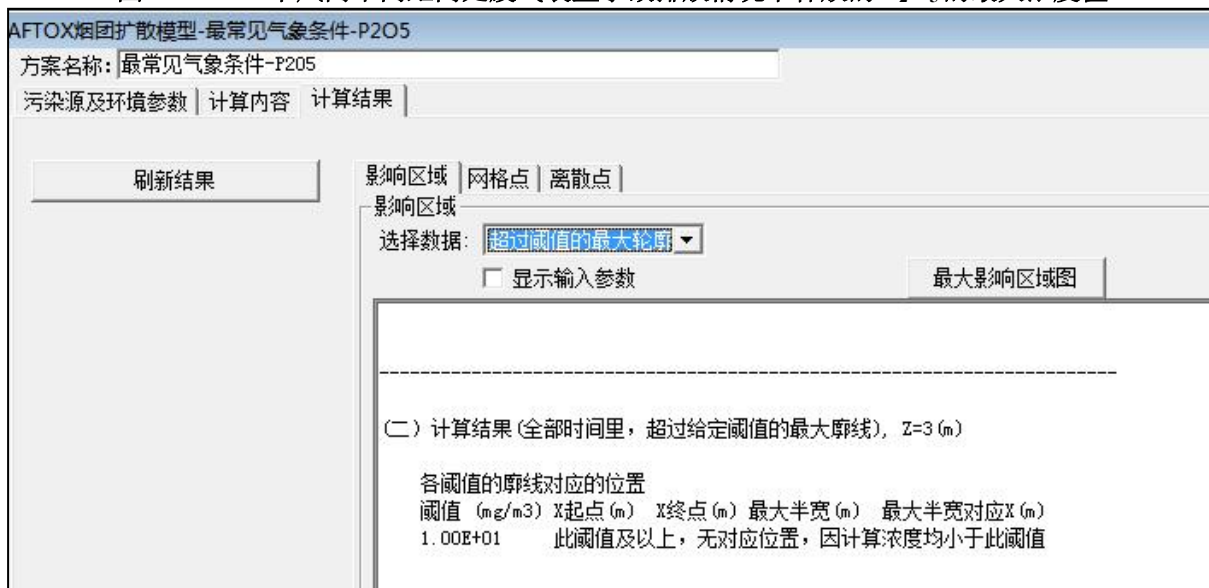 AFTOX烟团扩散模型-最常见气象条件-P2O5
方案名称: 最常见气象条件-P205
污染源及环境参数 计算内容 计算结果
刷新结果
影响区域 网格点 离散点
影响区域
选择数据: 超过阈值的最大轮廓
显示输入参数
最大影响区域图
-------------------------------------------------------------------------
(二) 计算结果(全部时间里，超过给定阈值的最大廓线), Z=3(m)
各阈值的廓线对应的位置
阈值 (mg/m3) X起点(m) X终点(m) 最大半宽(m) 最大半宽对应X(m)
1.00E+01 此阈值及以上，无对应位置，因计算浓度均小于此阈值